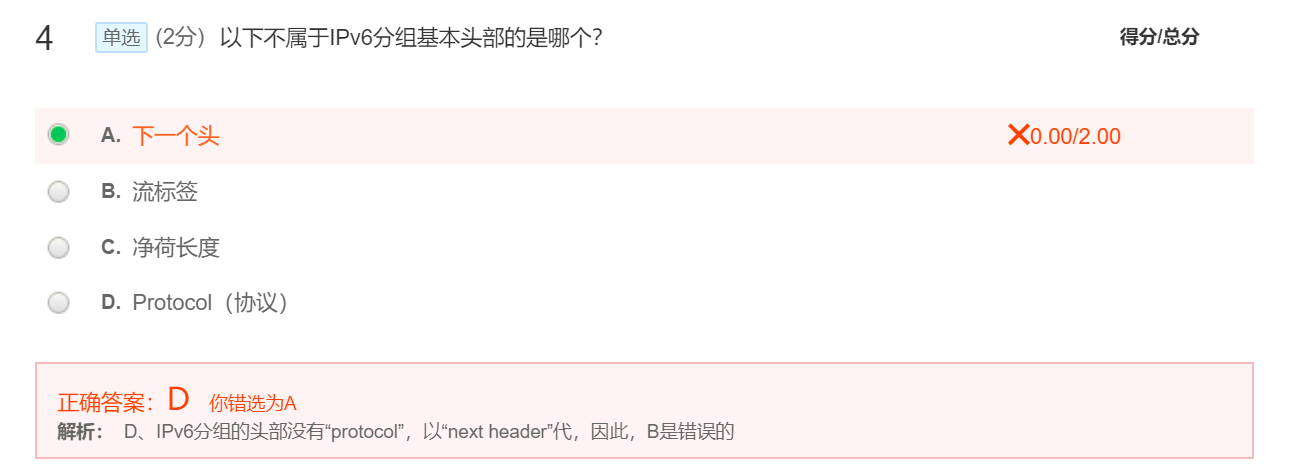 4 单选 (2分) 以下不属于IPv6分组基本头部的是哪个? 得分/总分
A. 下一个头 ✕0.00/2.00
B. 流标签
C. 净荷长度
D. Protocol（协议）
正确答案：D 你错选为A
解析： D、IPv6分组的头部没有“protocol”，以“next header”代，因此，B是错误的